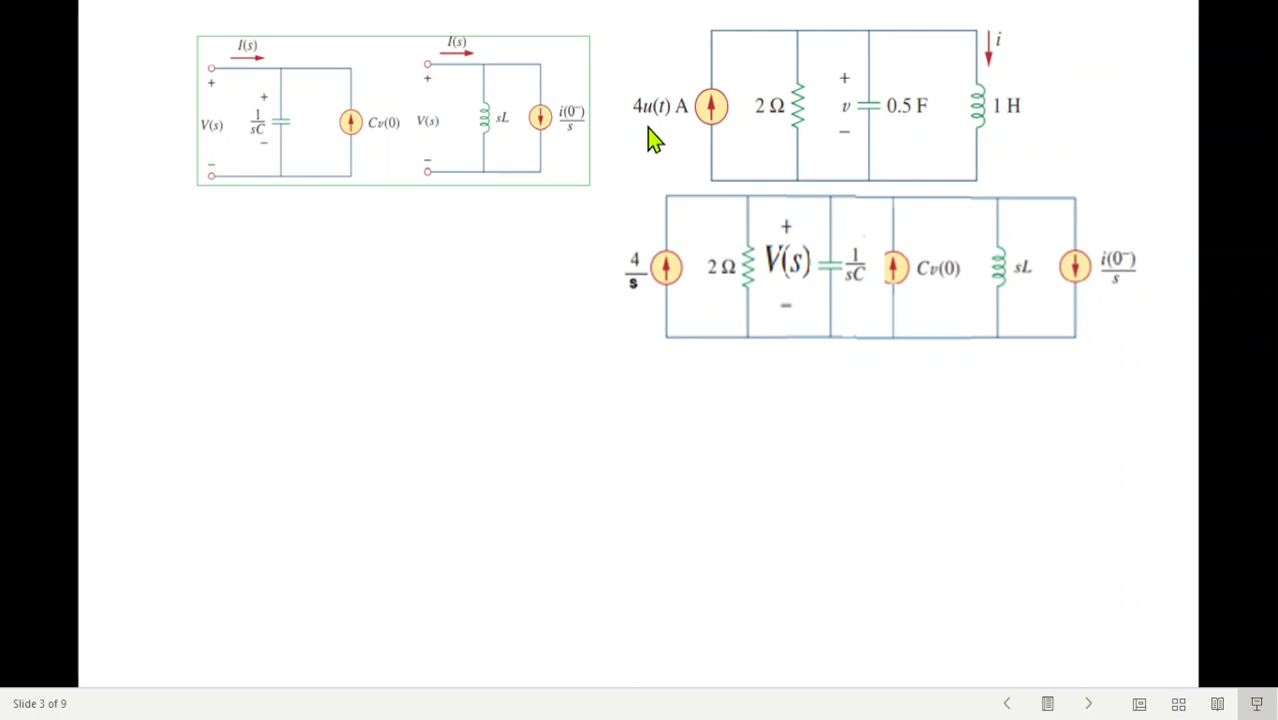 I(s)
+
+
V(s)
1
sC
−
−
Cv(0)
I(s)
+
V(s)
−
sL
i(0⁻)
s
4u(t) A
2 Ω
+
v
−
0.5 F
i
1 H
4
s
2 Ω
+
V(s)
−
1
sC
Cv(0)
sL
i(0⁻)
s
Slide 3 of 9